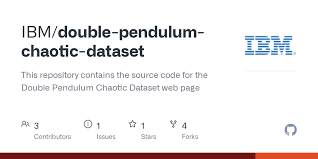 IBM/double-pendulum-
chaotic-dataset
IBM
This repository contains the source code for the
Double Pendulum Chaotic Dataset web page
3
Contributors
1
Issues
1
Stars
4
Forks